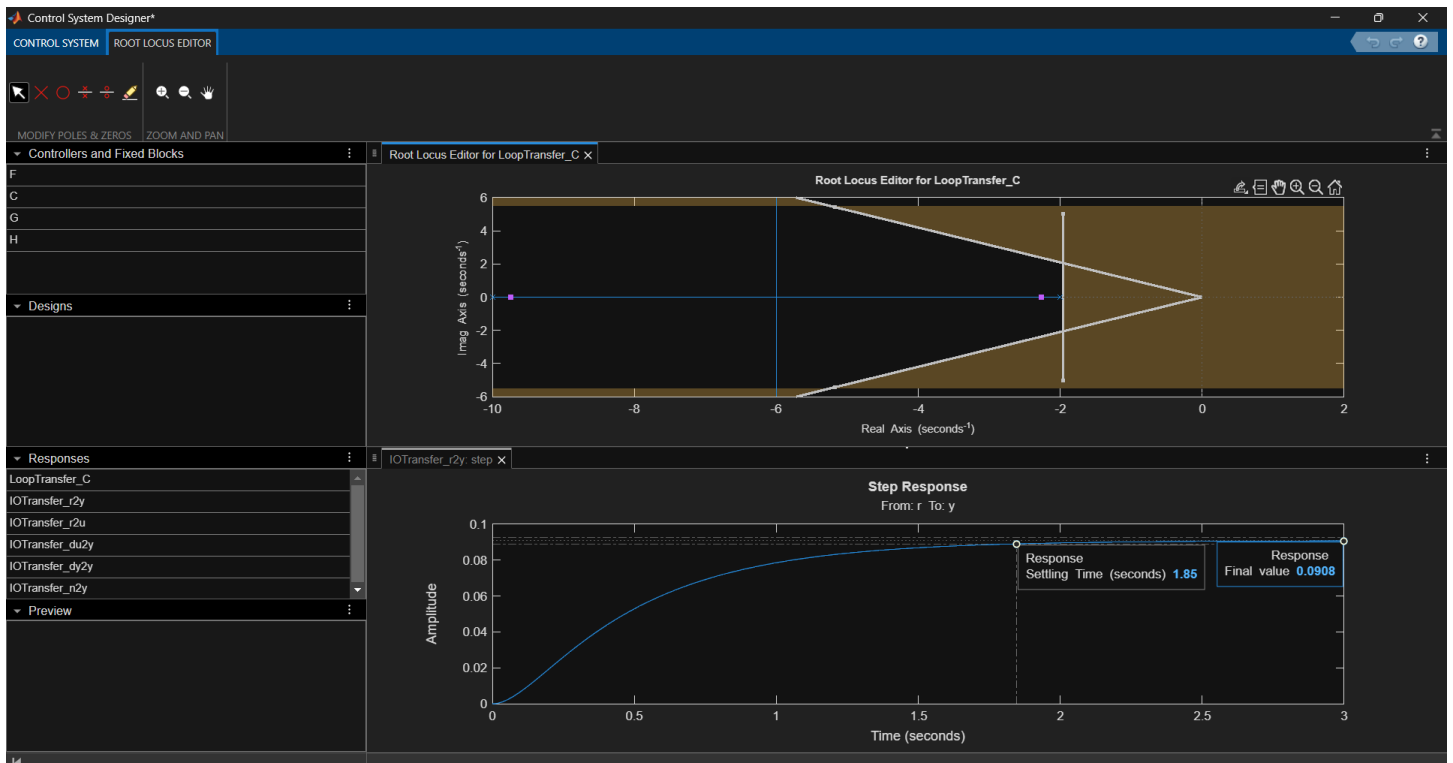 Control System Designer*
CONTROL SYSTEM
ROOT LOCUS EDITOR
MODIFY POLES & ZEROS
ZOOM AND PAN
Controllers and Fixed Blocks
F
C
G
H
Designs
Responses
LoopTransfer_C
IOTransfer_r2y
IOTransfer_r2u
IOTransfer_du2y
IOTransfer_dy2y
IOTransfer_n2y
Preview
Root Locus Editor for LoopTransfer_C
Root Locus Editor for LoopTransfer_C
Imag Axis (seconds⁻¹)
6
4
2
0
-2
-4
-6
-10
-8
-6
-4
-2
0
2
Real Axis (seconds⁻¹)
IOTransfer_r2y: step
Step Response
From: r To: y
Amplitude
0.1
0.08
0.06
0.04
0.02
0
Response
Settling Time (seconds) 1.85
Response
Final value 0.0908
0
0.5
1
1.5
2
2.5
3
Time (seconds)